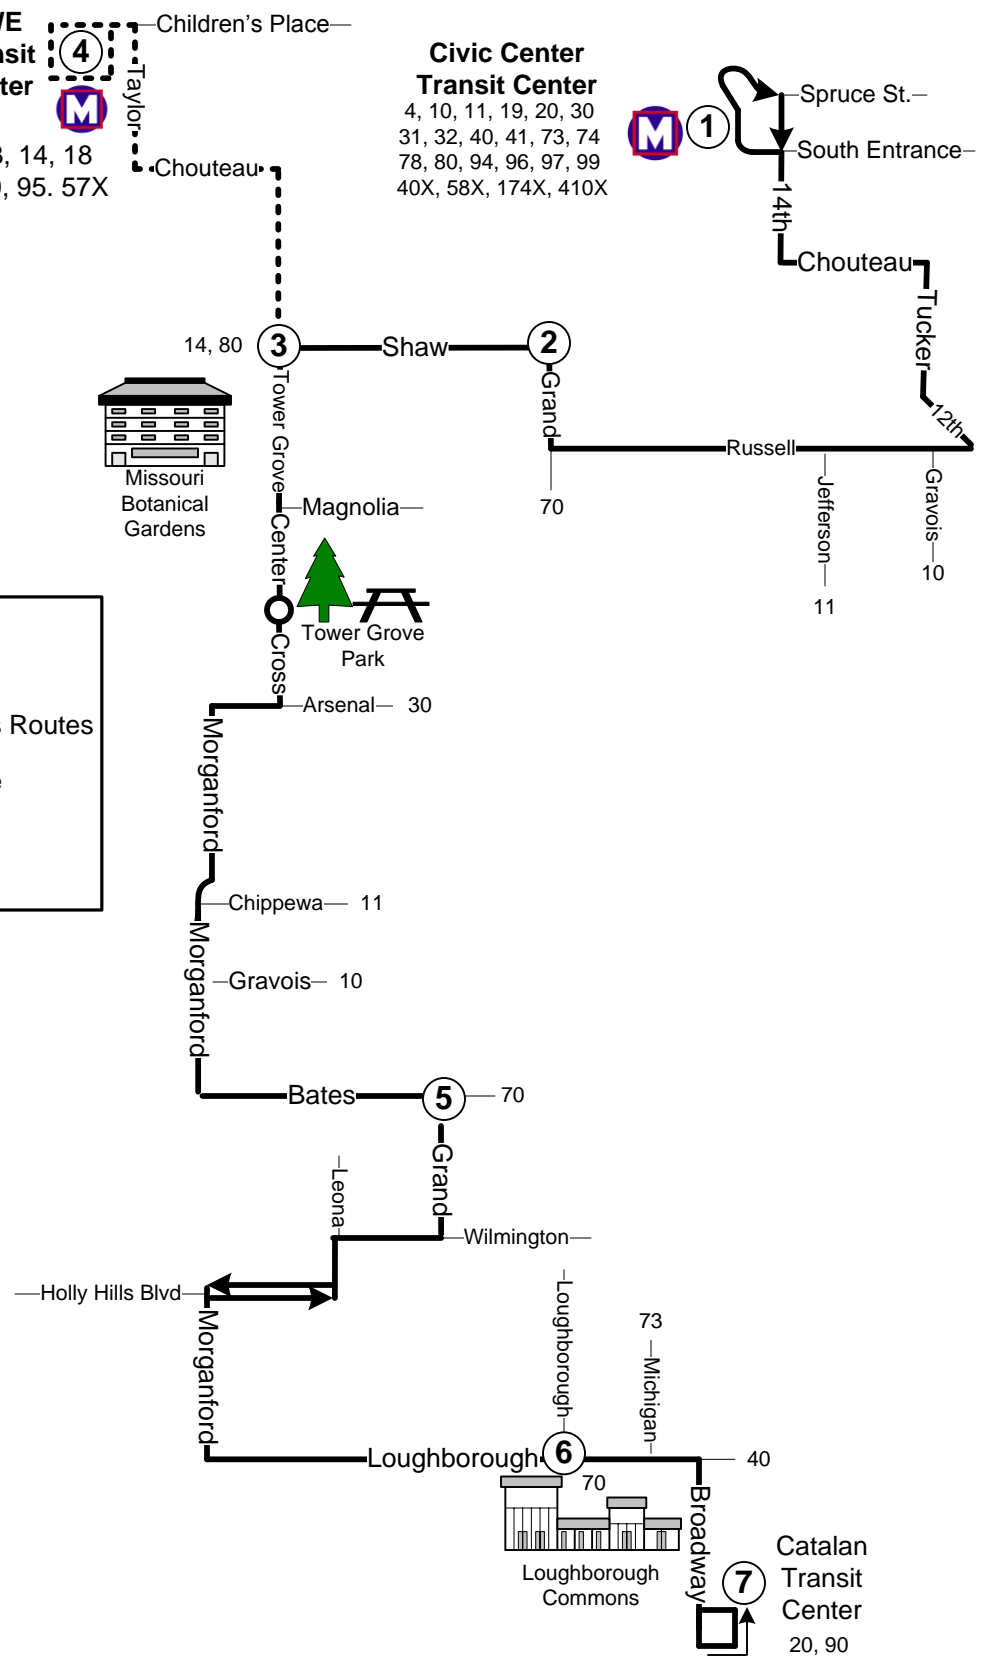 Children's Place
4
M
Taylor
14, 18
95. 57X
Chouteau
Civic Center
Transit Center
4, 10, 11, 19, 20, 30
31, 32, 40, 41, 73, 74
78, 80, 94, 96, 97, 99
40X, 58X, 174X, 410X
M
1
Spruce St.
South Entrance
14th
Chouteau
Tucker
12th
14, 80
3
Shaw
2
Grand
Russell
70
Jefferson
11
Gravois
10
Missouri
Botanical
Gardens
Tower Grove
Magnolia
Center
Tower Grove
Park
Cross
Arsenal
30
Routes
Morganford
Chippewa
11
Morganford
Gravois
10
Bates
5
70
Grand
Leona
Wilmington
Holly Hills Blvd
Morganford
Loughborough
73
Michigan
Loughborough
6
70
40
Loughborough
Commons
Broadway
7
Catalan
Transit
Center
20, 90